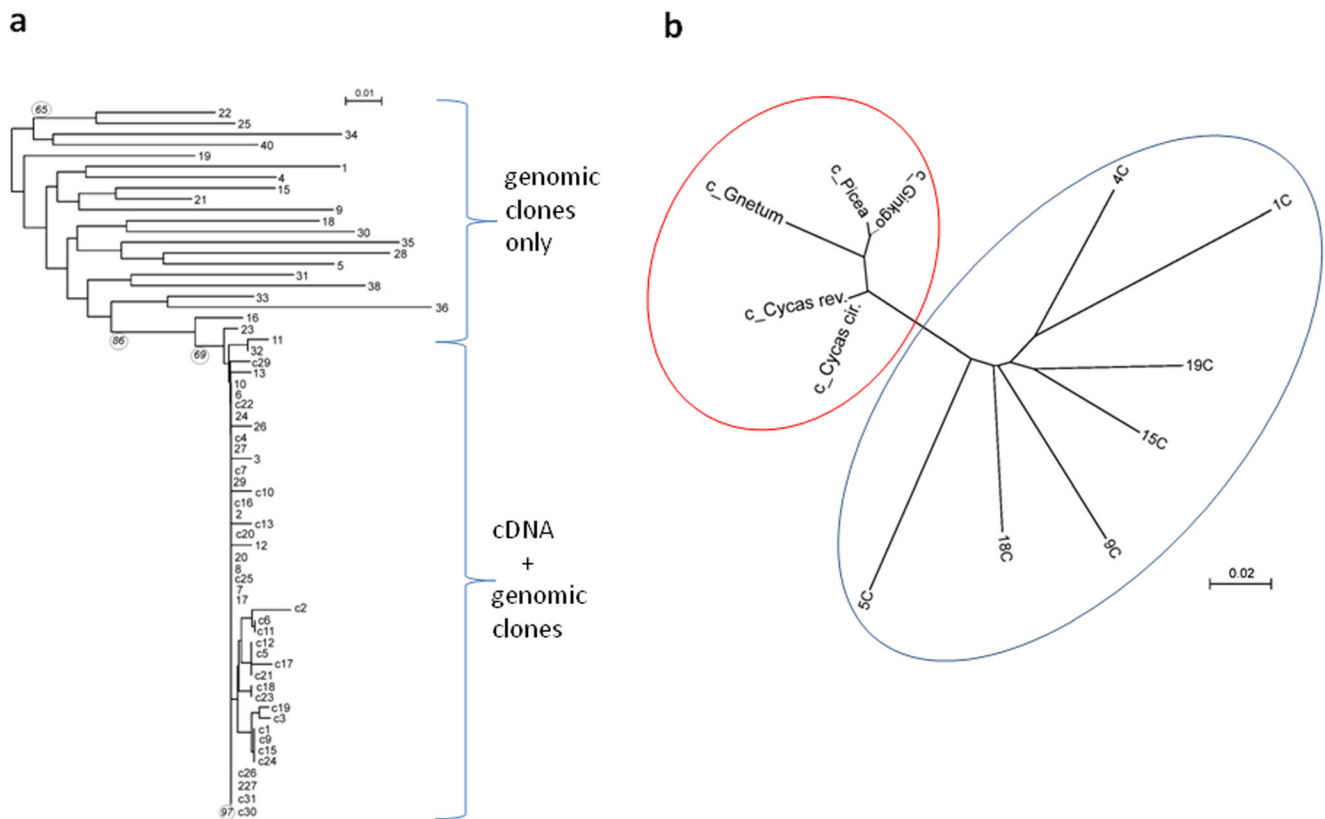 a
0.01
65
22
25
34
40
19
1
4
15
21
9
18
30
35
28
5
31
38
33
36
16
86
23
69
11
32
c29
13
10
6
c22
24
26
c4
27
3
c7
29
c10
c16
2
c13
c20
12
20
8
c25
7
17
c2
c6
c11
c12
c5
c17
c21
c18
c23
c19
c3
c1
c9
c15
c24
c26
227
c31
97
c30
genomic
clones
only
cDNA
+
genomic
clones
b
c_Gnetum
c_Picea
c_Ginkgo
c_Cycas rev.
c_Cycas cir.
4C
1C
19C
15C
9C
18C
5C
0.02